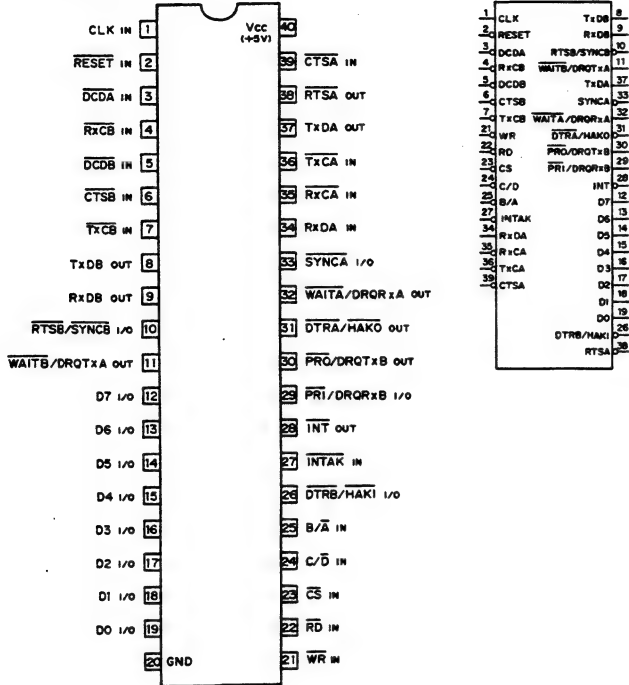 CLK IN 1
RESET IN 2
DCDA IN 3
RxCB IN 4
DCDB IN 5
CTSB IN 6
TxCB IN 7
TxDB OUT 8
RxDB OUT 9
RTSB/SYNCB I/O 10
WAITB/DRQTxA OUT 11
D7 I/O 12
D6 I/O 13
D5 I/O 14
D4 I/O 15
D3 I/O 16
D2 I/O 17
D1 I/O 18
D0 I/O 19
20 GND
Vcc 40
(+5V)
39 CTSA IN
38 RTSA OUT
37 TxDA OUT
36 TxCA IN
35 RxCA IN
34 RxDA IN
33 SYNCA I/O
32 WAITA/DRQRxA OUT
31 DTRA/HAKO OUT
30 PRO/DRQTxB OUT
29 PRI/DRQRxB I/O
28 INT OUT
27 INTAK IN
26 DTRB/HAKI I/O
25 B/A IN
24 C/D IN
23 CS IN
22 RD IN
21 WR IN
1 CLK
2 RESET
3 DCDA
4 RxCB
5 DCDB
6 CTSB
7 TxCB
21 WR
22 RD
23 CS
24 C/D
25 B/A
27 INTAK
34 RxDA
35 RxCA
36 TxCA
39 CTSA
TxDB 8
RxDB 9
RTSB/SYNCB 10
WAITB/DRQTxA 11
TxDA 37
SYNCA 33
WAITA/DRQRxA 32
DTRA/HAKO 31
PRO/DRQTxB 30
PRI/DRQRxB 29
INT 28
D7 12
D6 13
D5 14
D4 15
D3 16
D2 17
D1 18
D0 19
DTRB/HAKI 26
RTSA 38